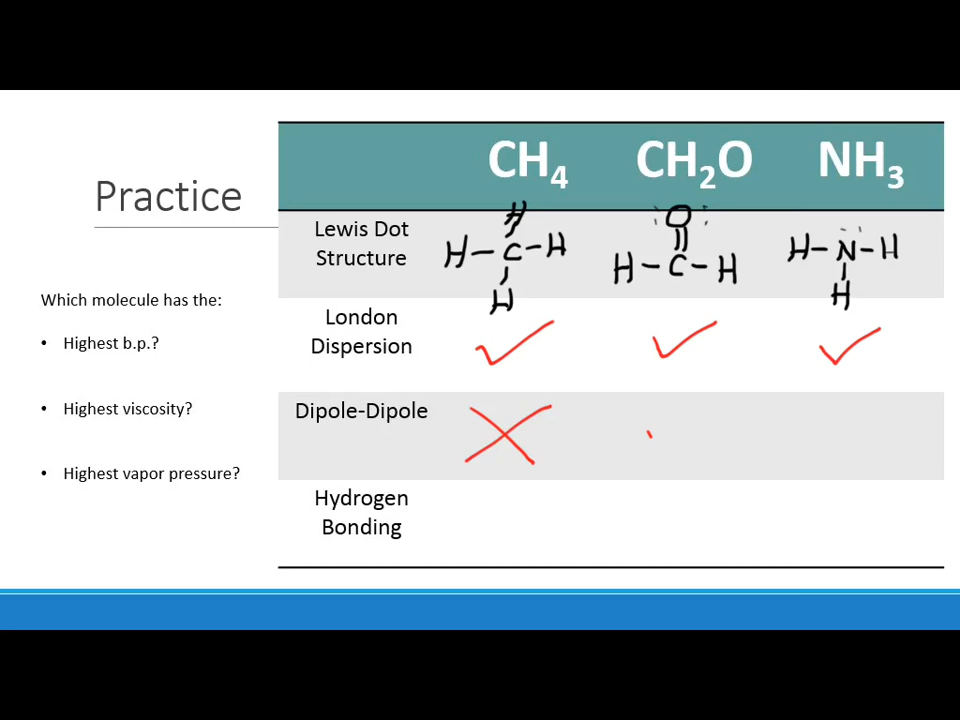 Practice
Which molecule has the:
• Highest b.p.?
• Highest viscosity?
• Highest vapor pressure?
CH₄ CH₂O NH₃
Lewis Dot
Structure
H
H–C–H
H
O
||
H–C–H
H–N–H
H
London
Dispersion
✓ ✓ ✓
Dipole-Dipole
X
Hydrogen
Bonding